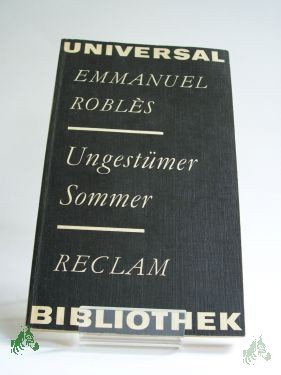 UNIVERSAL
EMMANUEL
ROBLÈS
Ungestümer
Sommer
RECLAM
BIBLIOTHEK